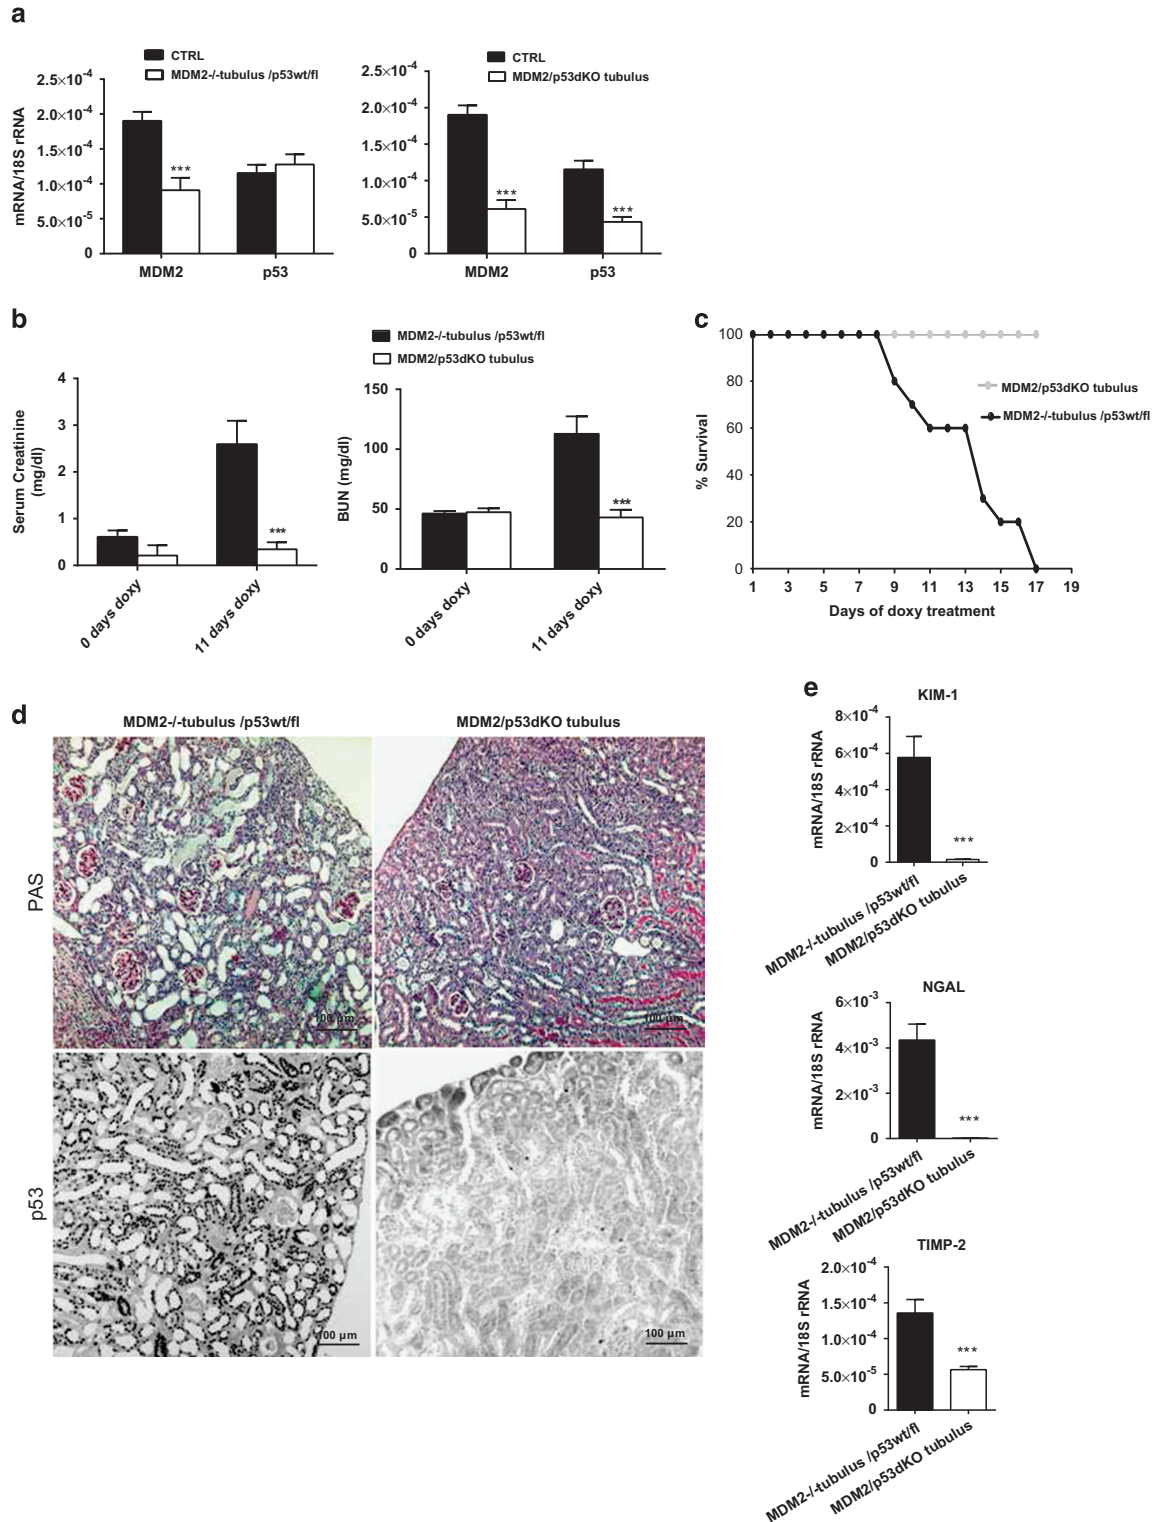 a
CTRL
MDM2-/-tubulus /p53wt/fl
mRNA/18S rRNA
2.5×10-4
2.0×10-4
1.5×10-4
1.0×10-4
5.0×10-5
0
***
MDM2
p53
CTRL
MDM2/p53dKO tubulus
2.5×10-4
2.0×10-4
1.5×10-4
1.0×10-4
5.0×10-5
0
***
***
MDM2
p53
b
MDM2-/-tubulus /p53wt/fl
MDM2/p53dKO tubulus
Serum Creatinine
(mg/dl)
4
3
2
1
0
***
0 days doxy
11 days doxy
BUN (mg/dl)
150
100
50
0
***
0 days doxy
11 days doxy
c
% Survival
100
80
60
40
20
0
MDM2/p53dKO tubulus
MDM2-/-tubulus /p53wt/fl
1 3 5 7 9 11 13 15 17 19
Days of doxy treatment
d
MDM2-/-tubulus /p53wt/fl
MDM2/p53dKO tubulus
PAS
100 µm
100 µm
p53
100 µm
100 µm
e
KIM-1
mRNA/18S rRNA
8×10-4
6×10-4
4×10-4
2×10-4
0
***
MDM2-/-tubulus /p53wt/fl
MDM2/p53dKO tubulus
NGAL
mRNA/18S rRNA
6×10-3
4×10-3
2×10-3
0
***
MDM2-/-tubulus /p53wt/fl
MDM2/p53dKO tubulus
TIMP-2
mRNA/18S rRNA
2.0×10-4
1.5×10-4
1.0×10-4
5.0×10-5
0
***
MDM2-/-tubulus /p53wt/fl
MDM2/p53dKO tubulus